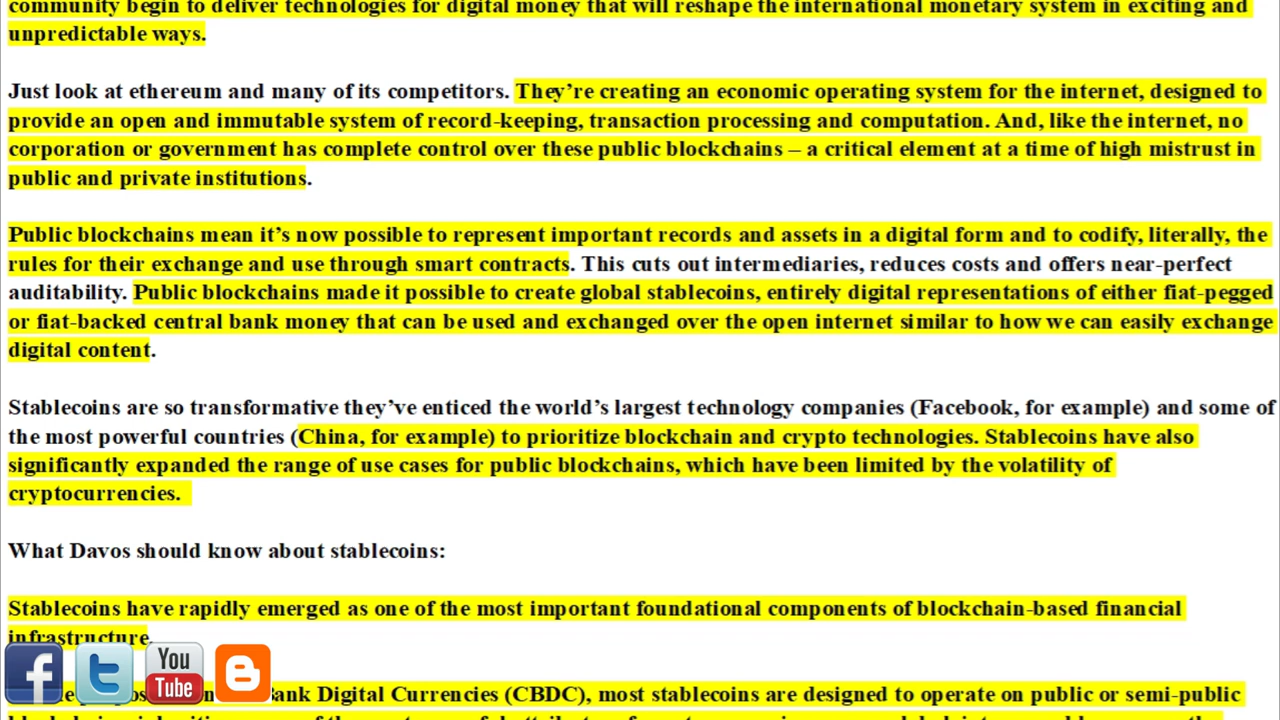 community begin to deliver technologies for digital money that will reshape the international monetary system in exciting and
unpredictable ways.
Just look at ethereum and many of its competitors. They're creating an economic operating system for the internet, designed to
provide an open and immutable system of record-keeping, transaction processing and computation. And, like the internet, no
corporation or government has complete control over these public blockchains – a critical element at a time of high mistrust in
public and private institutions.
Public blockchains mean it's now possible to represent important records and assets in a digital form and to codify, literally, the
rules for their exchange and use through smart contracts. This cuts out intermediaries, reduces costs and offers near-perfect
auditability. Public blockchains made it possible to create global stablecoins, entirely digital representations of either fiat-pegged
or fiat-backed central bank money that can be used and exchanged over the open internet similar to how we can easily exchange
digital content.
Stablecoins are so transformative they've enticed the world's largest technology companies (Facebook, for example) and some of
the most powerful countries (China, for example) to prioritize blockchain and crypto technologies. Stablecoins have also
significantly expanded the range of use cases for public blockchains, which have been limited by the volatility of
cryptocurrencies.
What Davos should know about stablecoins:
Stablecoins have rapidly emerged as one of the most important foundational components of blockchain-based financial
infrastructure.
Bank Digital Currencies (CBDC), most stablecoins are designed to operate on public or semi-public
f t You Tube B